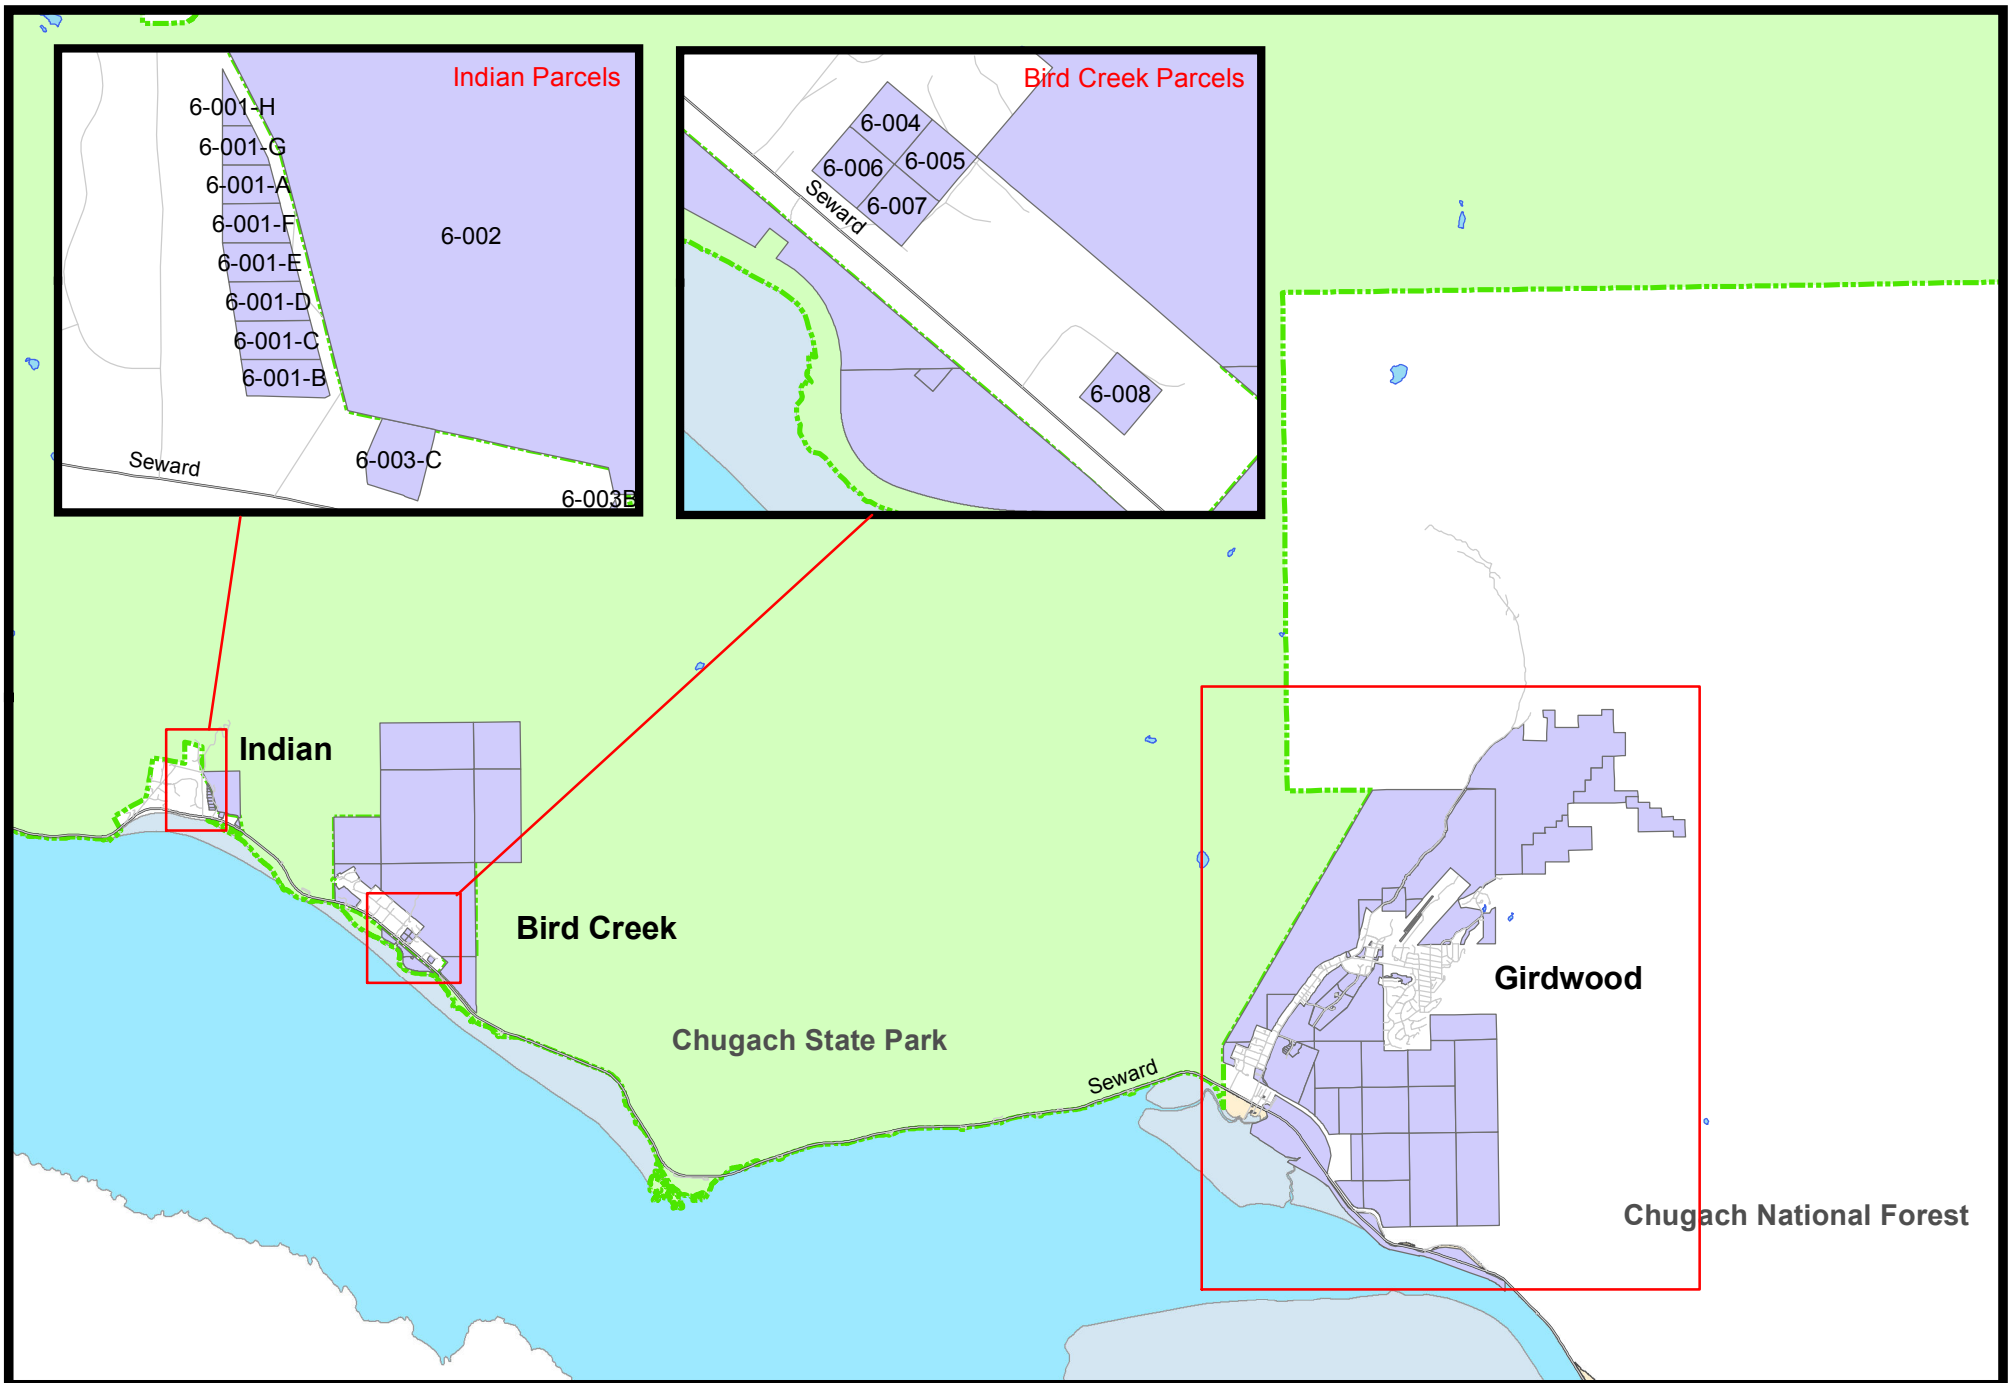 Indian Parcels
6-001-H
6-001-G
6-001-A
6-001-F
6-001-E
6-001-D
6-001-C
6-001-B
6-002
6-003-C
6-003B
Seward
Bird Creek Parcels
6-004
6-005
6-006
6-007
Seward
6-008
Indian
Bird Creek
Girdwood
Chugach State Park
Seward
Chugach National Forest